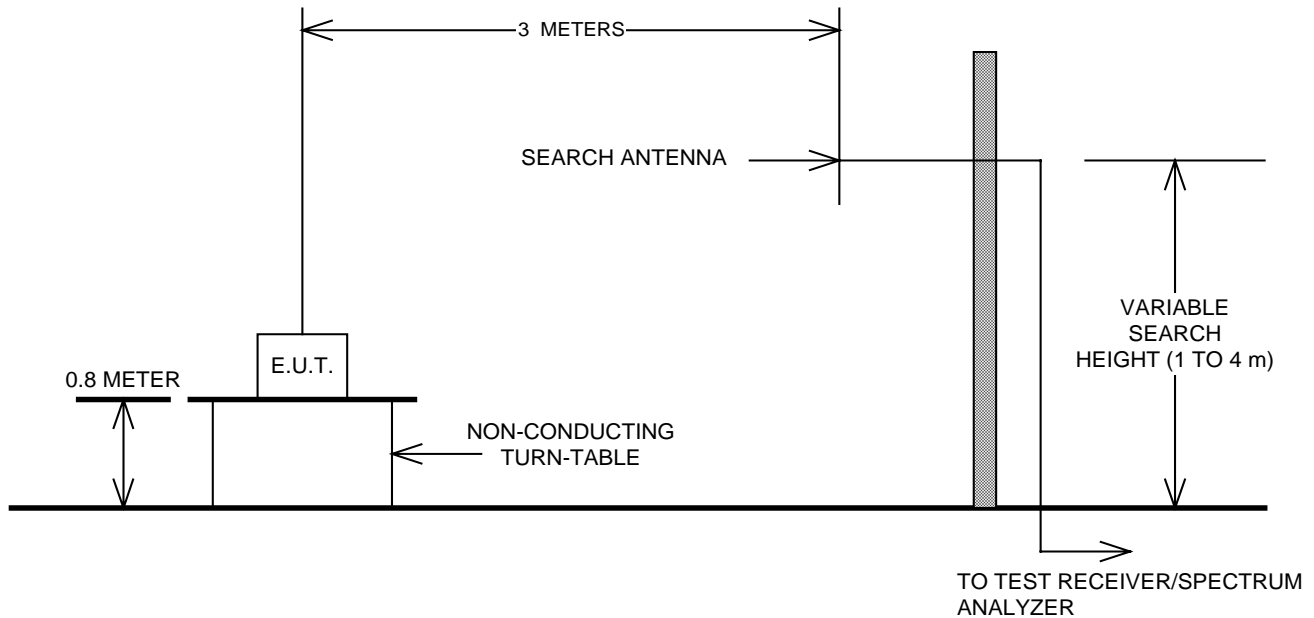 3 METERS
SEARCH ANTENNA
VARIABLE
SEARCH
HEIGHT (1 TO 4 m)
E.U.T.
0.8 METER
NON-CONDUCTING
TURN-TABLE
TO TEST RECEIVER/SPECTRUM
ANALYZER